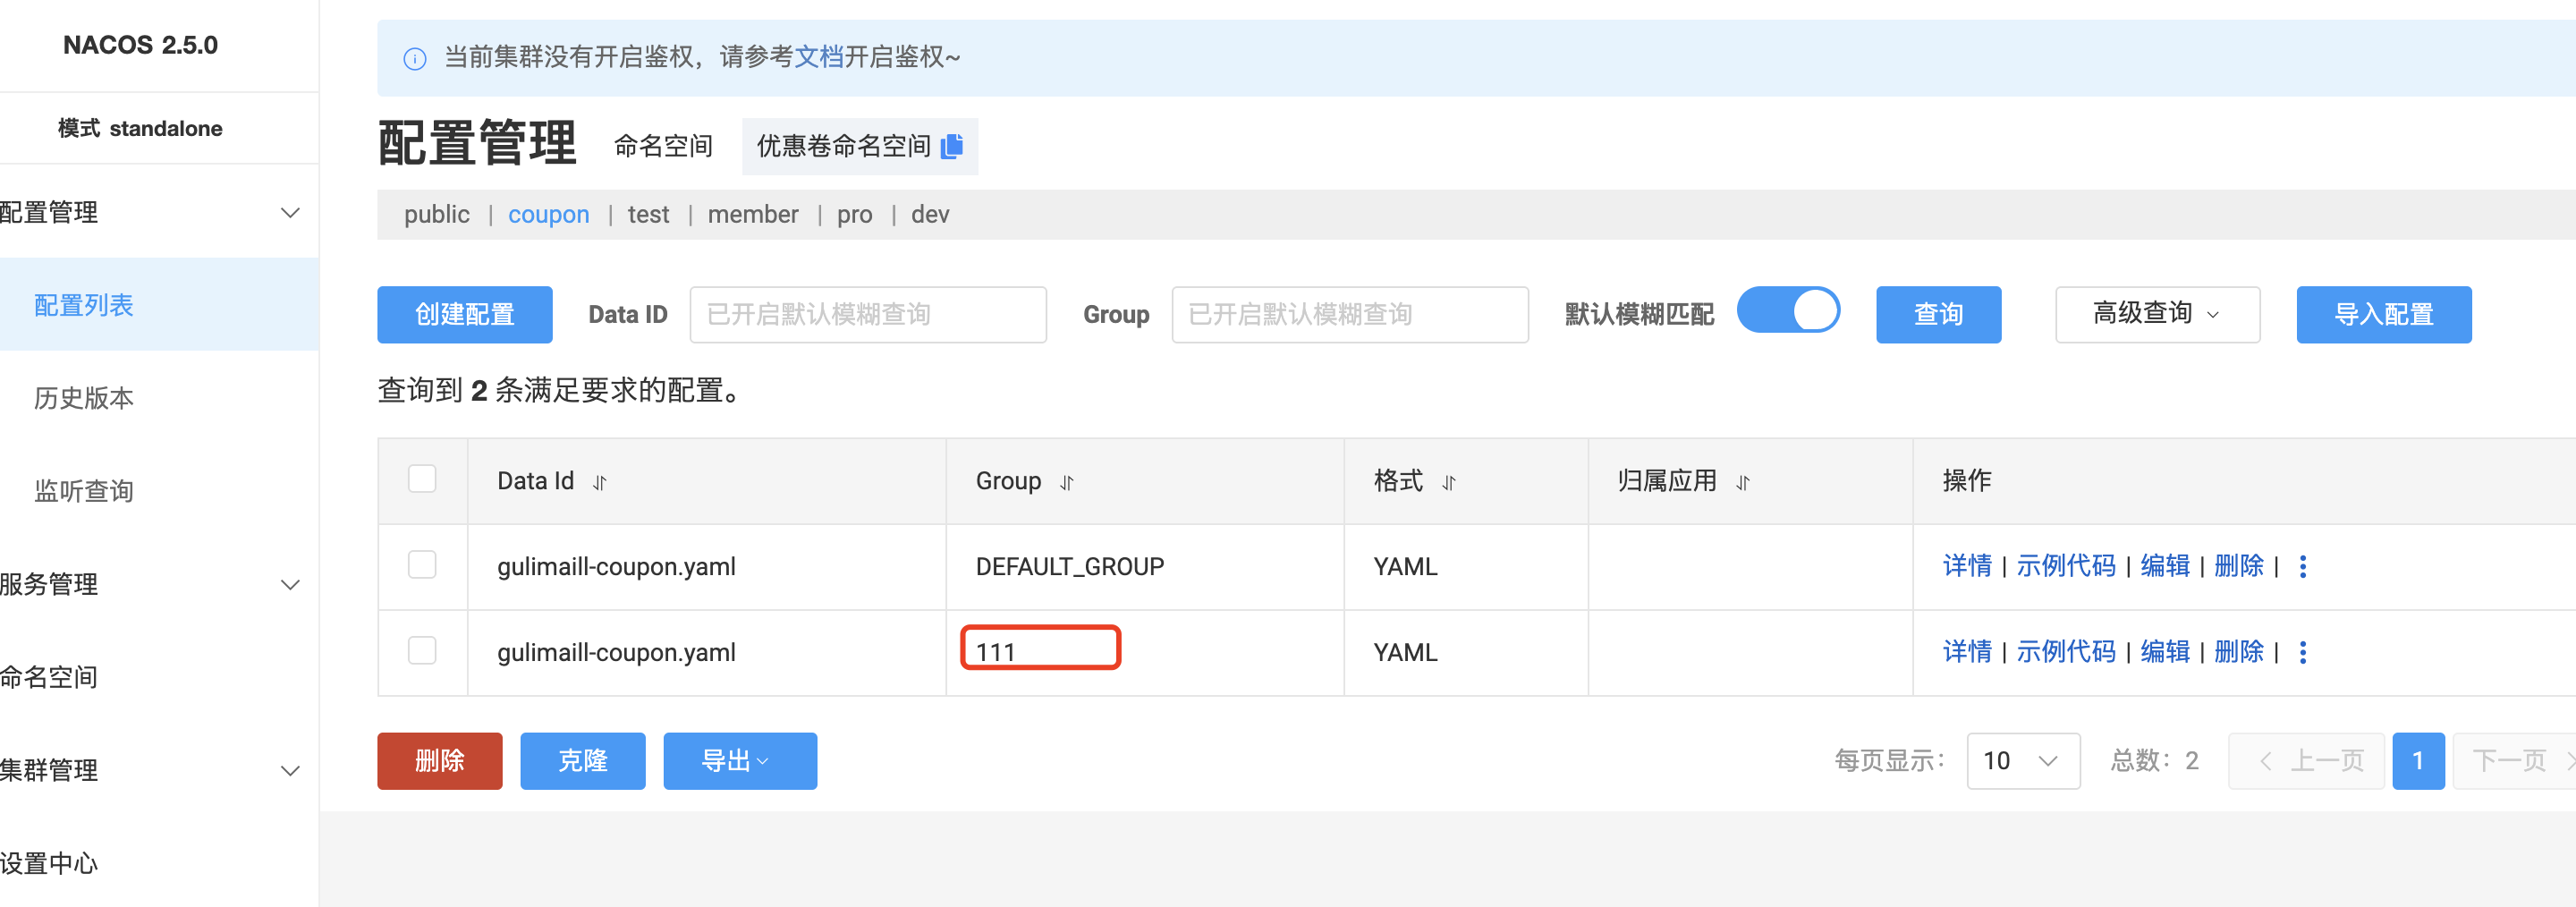 NACOS 2.5.0
模式 standalone
配置管理
配置列表
历史版本
监听查询
服务管理
命名空间
集群管理
设置中心
当前集群没有开启鉴权，请参考文档开启鉴权~
配置管理 命名空间 优惠卷命名空间
public | coupon | test | member | pro | dev
创建配置 Data ID 已开启默认模糊查询 Group 已开启默认模糊查询 默认模糊匹配 查询 高级查询 导入配置
查询到 2 条满足要求的配置。
Data Id Group 格式 归属应用 操作
gulimaill-coupon.yaml DEFAULT_GROUP YAML 详情 | 示例代码 | 编辑 | 删除 |
gulimaill-coupon.yaml 111 YAML 详情 | 示例代码 | 编辑 | 删除 |
删除 克隆 导出 每页显示： 10 总数：2 上一页 1 下一页